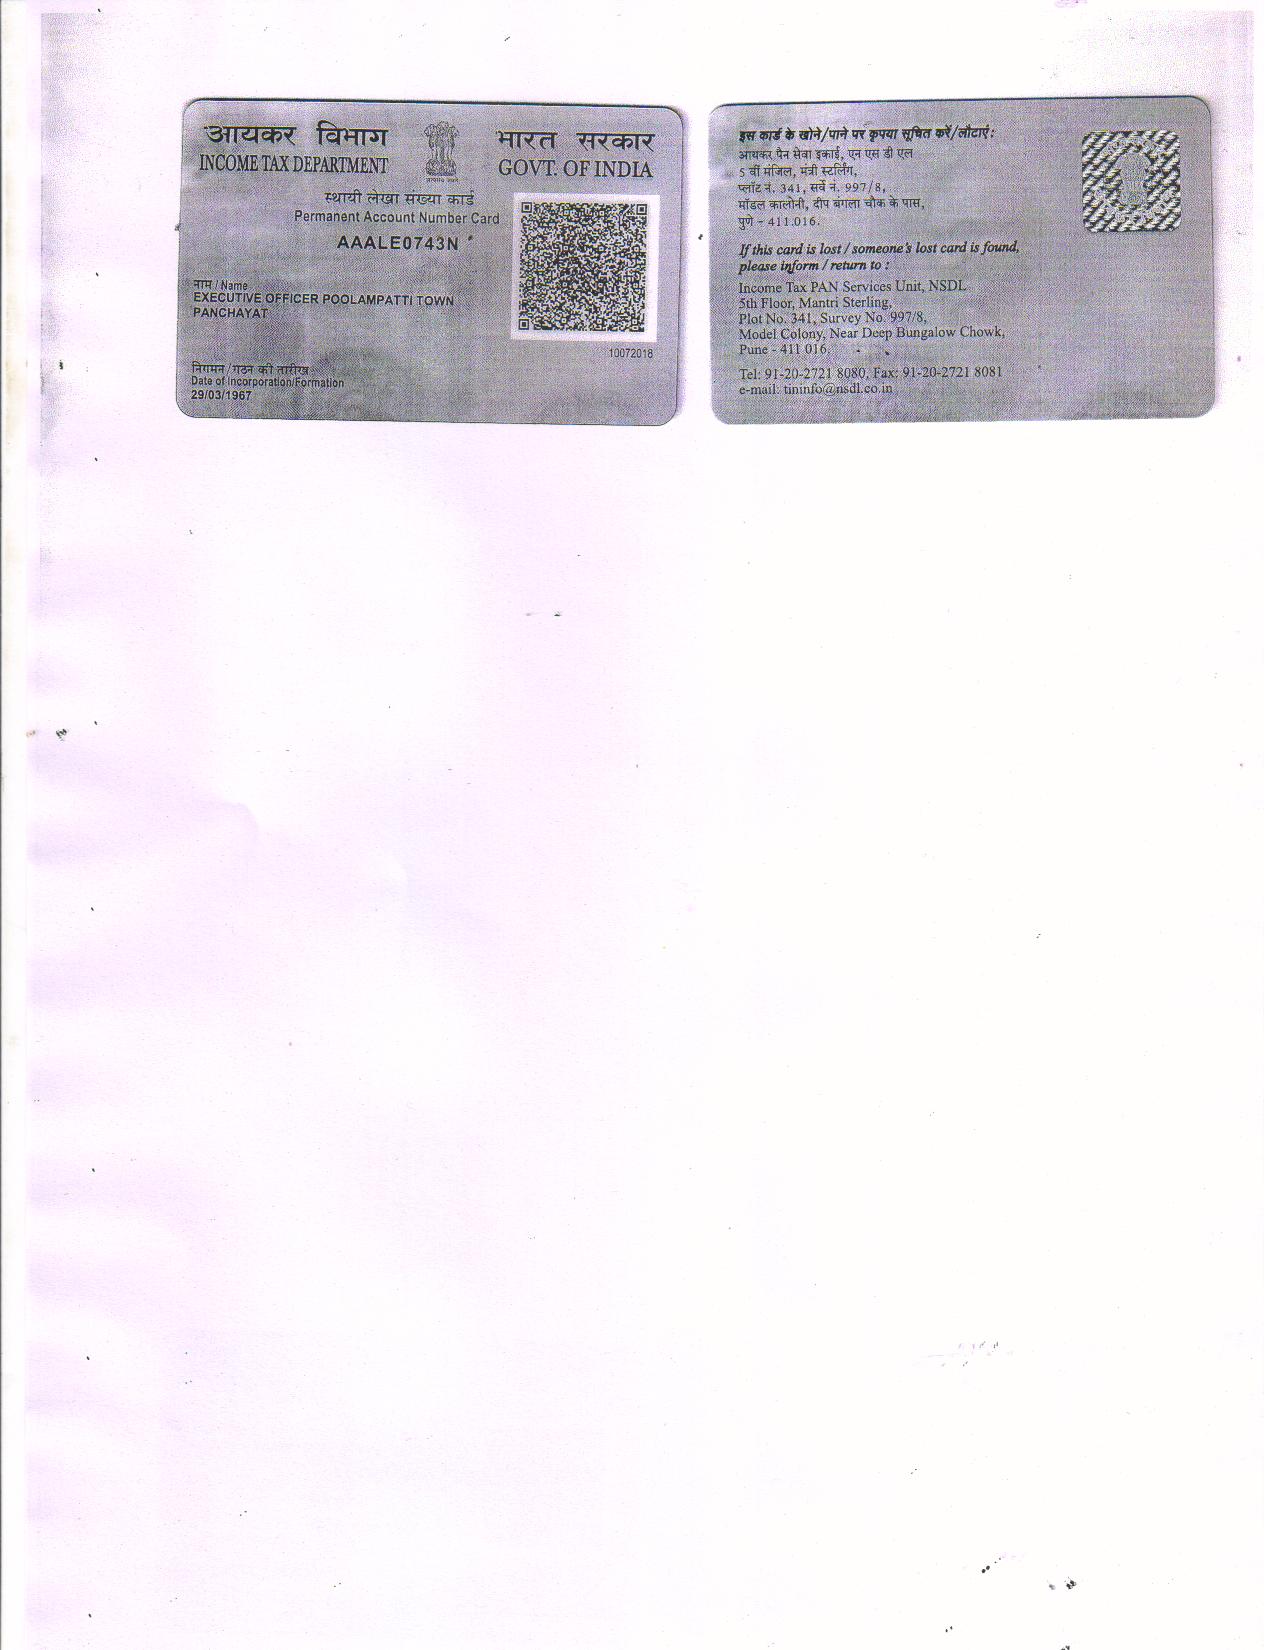 आयकर विभाग
INCOME TAX DEPARTMENT
भारत सरकार
GOVT. OF INDIA
स्थायी लेखा संख्या कार्ड
Permanent Account Number Card
AAALE0743N
नाम / Name
EXECUTIVE OFFICER POOLAMPATTI TOWN
PANCHAYAT
10072018
निगमन / गठन की तारीख
Date of Incorporation/Formation
29/03/1967
इस कार्ड के खोने/पाने पर कृपया सूचित करें/लौटाएं :
आयकर पैन सेवा इकाई, एन एस डी एल
5 वीं मंजिल, मंत्री स्टर्लिंग,
प्लॉट नं. 341, सर्वे नं. 997/8,
मॉडल कालोनी, दीप बंगला चौक के पास,
पुणे - 411 016.
If this card is lost / someone's lost card is found,
please inform / return to :
Income Tax PAN Services Unit, NSDL
5th Floor, Mantri Sterling,
Plot No. 341, Survey No. 997/8,
Model Colony, Near Deep Bungalow Chowk,
Pune - 411 016.
Tel: 91-20-2721 8080, Fax: 91-20-2721 8081
e-mail: tininfo@nsdl.co.in